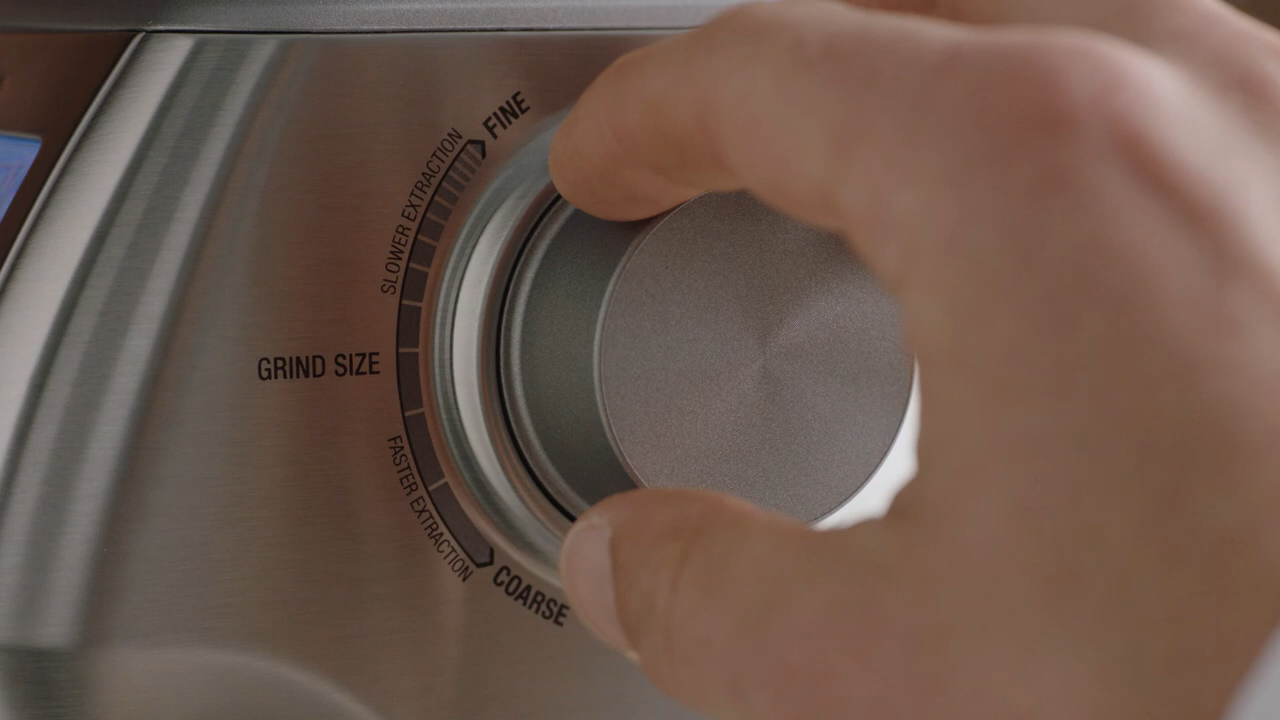 FINE
SLOWER EXTRACTION
GRIND SIZE
FASTER EXTRACTION
COARSE